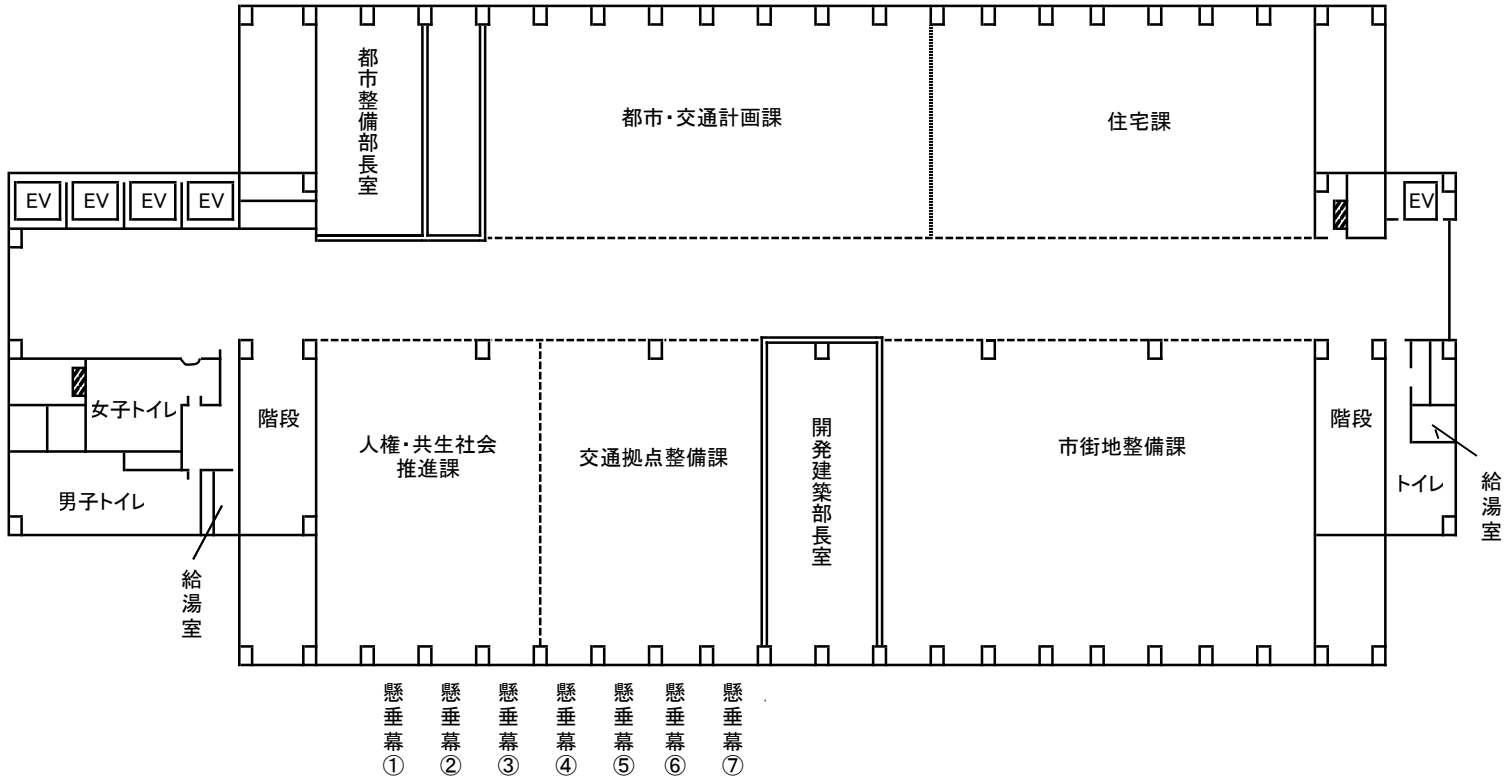 都市整備部長室
都市・交通計画課
住宅課
EV
EV
EV
EV
EV
女子トイレ
階段
人権・共生社会
推進課
交通拠点整備課
開発建築部長室
市街地整備課
階段
トイレ
給湯室
男子トイレ
給湯室
懸垂幕①
懸垂幕②
懸垂幕③
懸垂幕④
懸垂幕⑤
懸垂幕⑥
懸垂幕⑦